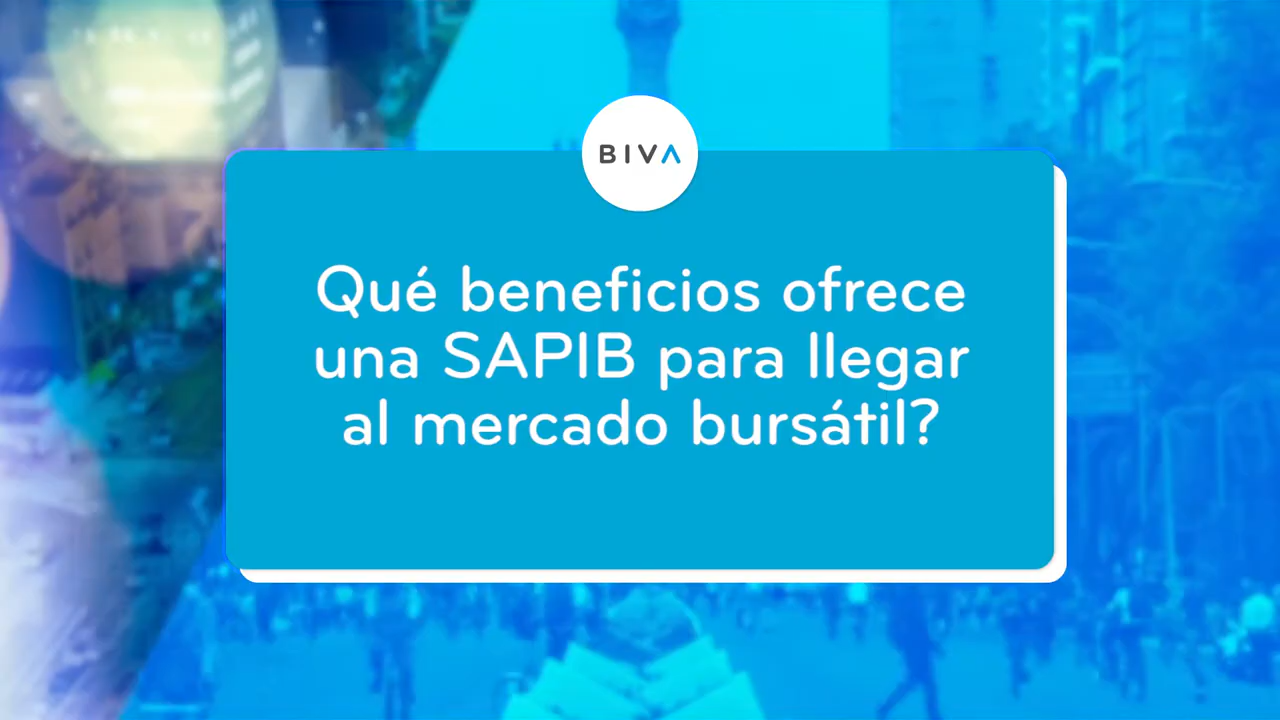 BIVA
Qué beneficios ofrece
una SAPIB para llegar
al mercado bursátil?